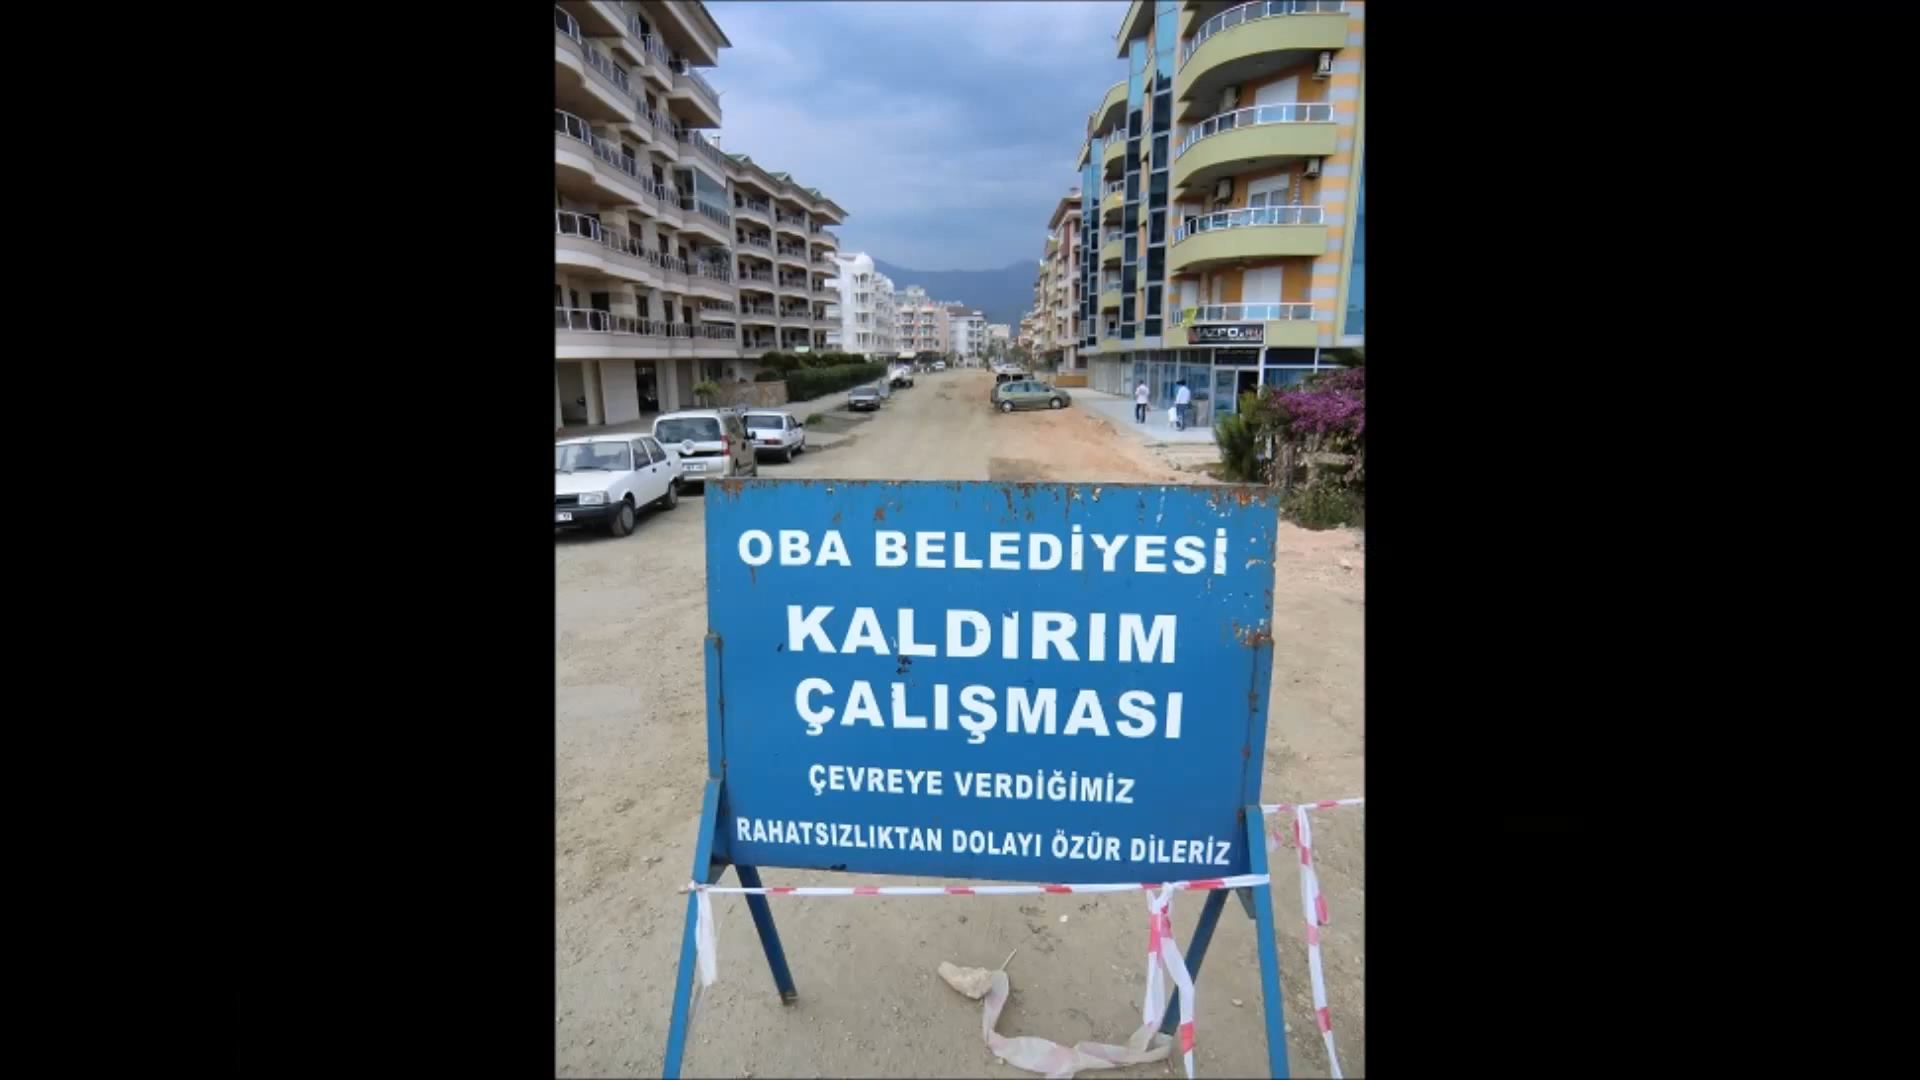 OBA BELEDİYESİ
KALDIRIM
ÇALIŞMASI
ÇEVREYE VERDİĞİMİZ
RAHATSIZLIKTAN DOLAYI ÖZÜR DİLERİZ